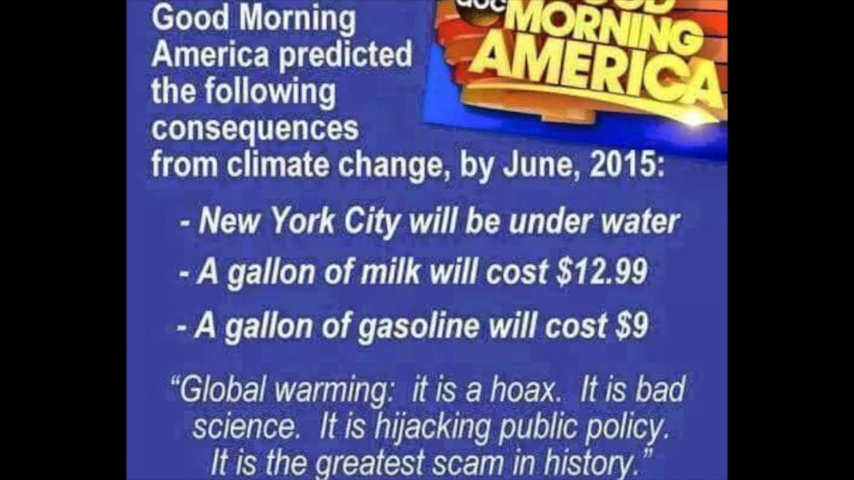 Good Morning
America predicted
the following
consequences
from climate change, by June, 2015:
- New York City will be under water
- A gallon of milk will cost $12.99
- A gallon of gasoline will cost $9
“Global warming:  it is a hoax.  It is bad
science.  It is hijacking public policy.
It is the greatest scam in history.”
abc
GOOD
MORNING
AMERICA